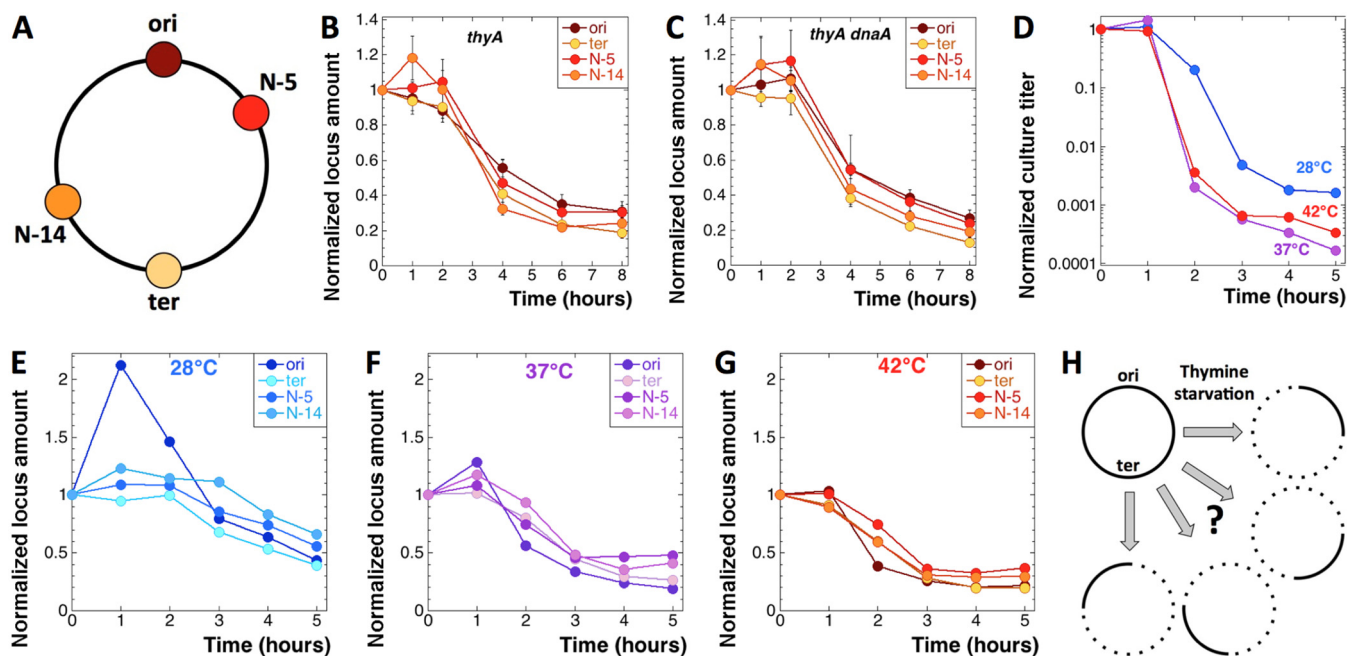 A
ori
N-5
N-14
ter
B
Normalized locus amount
1.4
1.2
1
0.8
0.6
0.4
0.2
0
thyA
ori
ter
N-5
N-14
0 1 2 3 4 5 6 7 8
Time (hours)
C
Normalized locus amount
1.4
1.2
1
0.8
0.6
0.4
0.2
0
thyA dnaA
ori
ter
N-5
N-14
0 1 2 3 4 5 6 7 8
Time (hours)
D
Normalized culture titer
1
0.1
0.01
0.001
0.0001
28°C
42°C
37°C
0 1 2 3 4 5
Time (hours)
E
Normalized locus amount
2
1.5
1
0.5
0
28°C
ori
ter
N-5
N-14
0 1 2 3 4 5
Time (hours)
F
Normalized locus amount
2
1.5
1
0.5
0
37°C
ori
ter
N-5
N-14
0 1 2 3 4 5
Time (hours)
G
Normalized locus amount
2
1.5
1
0.5
0
42°C
ori
ter
N-5
N-14
0 1 2 3 4 5
Time (hours)
H
ori
ter
Thymine
starvation
?